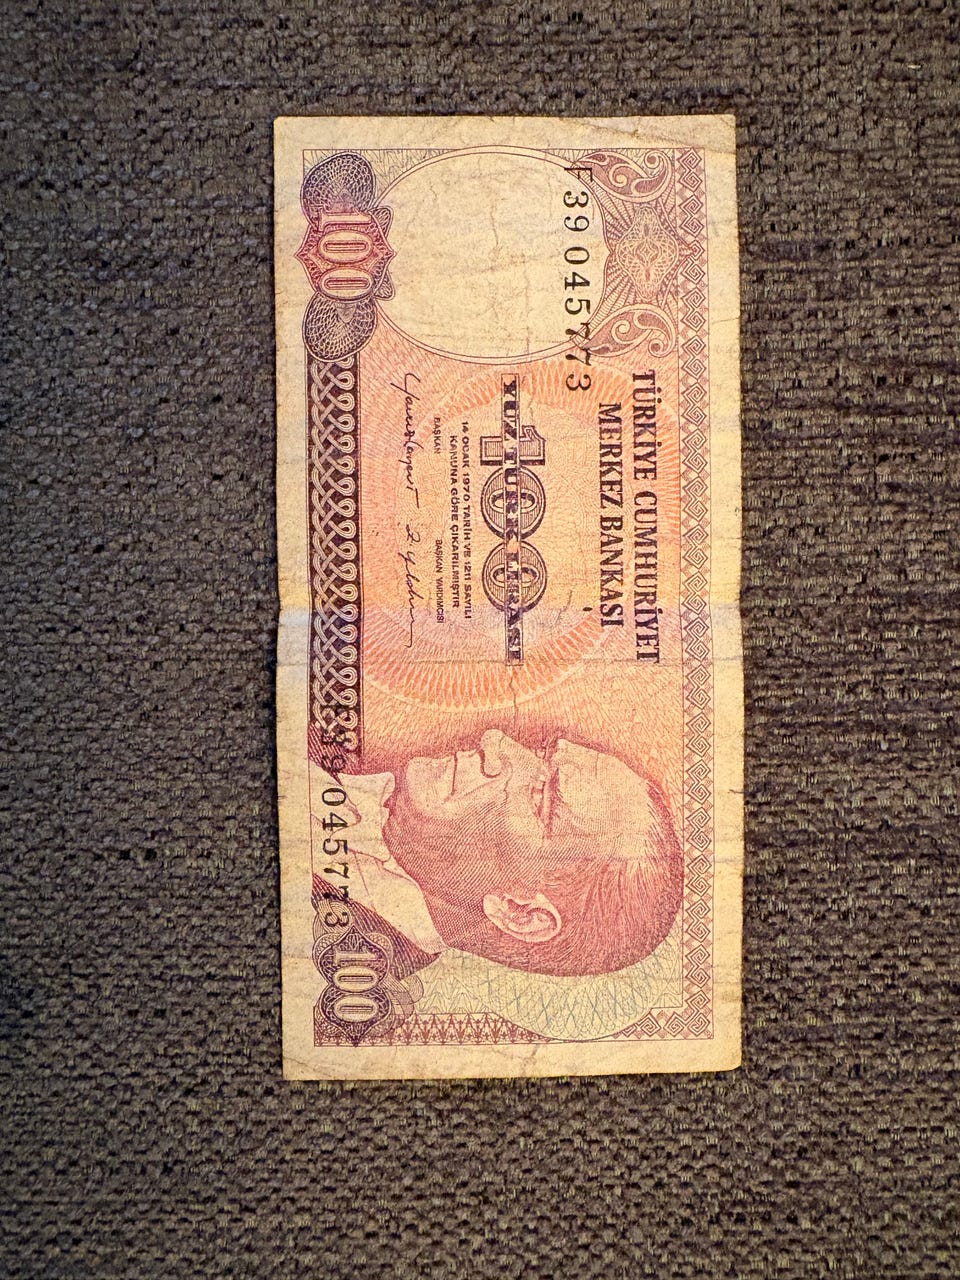 F39 045773
TÜRKİYE CUMHURİYET
MERKEZ BANKASI
100
YÜZ TÜRK LİRASI
14 OCAK 1970 TARİH VE 1211 SAYILI
KANUNA GÖRE ÇIKARILMIŞTIR
BAŞKAN BAŞKAN YARDIMCISI
100
F39 045773
100